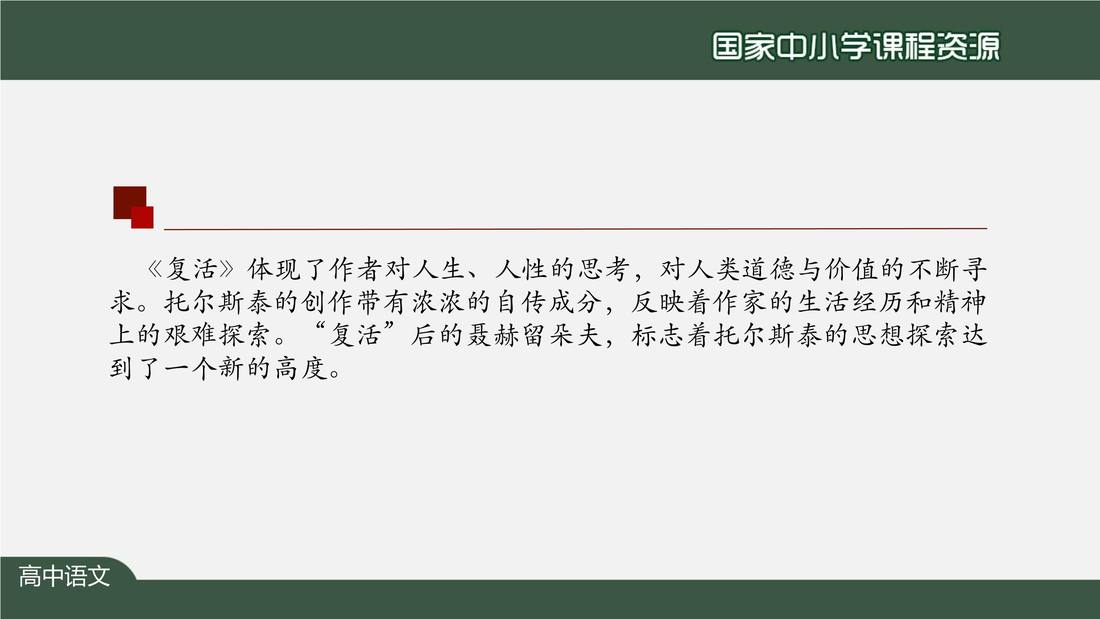 国家中小学课程资源
《复活》体现了作者对人生、人性的思考，对人类道德与价值的不断寻
求。托尔斯泰的创作带有浓浓的自传成分，反映着作家的生活经历和精神
上的艰难探索。“复活”后的聂赫留朵夫，标志着托尔斯泰的思想探索达
到了一个新的高度。
高中语文